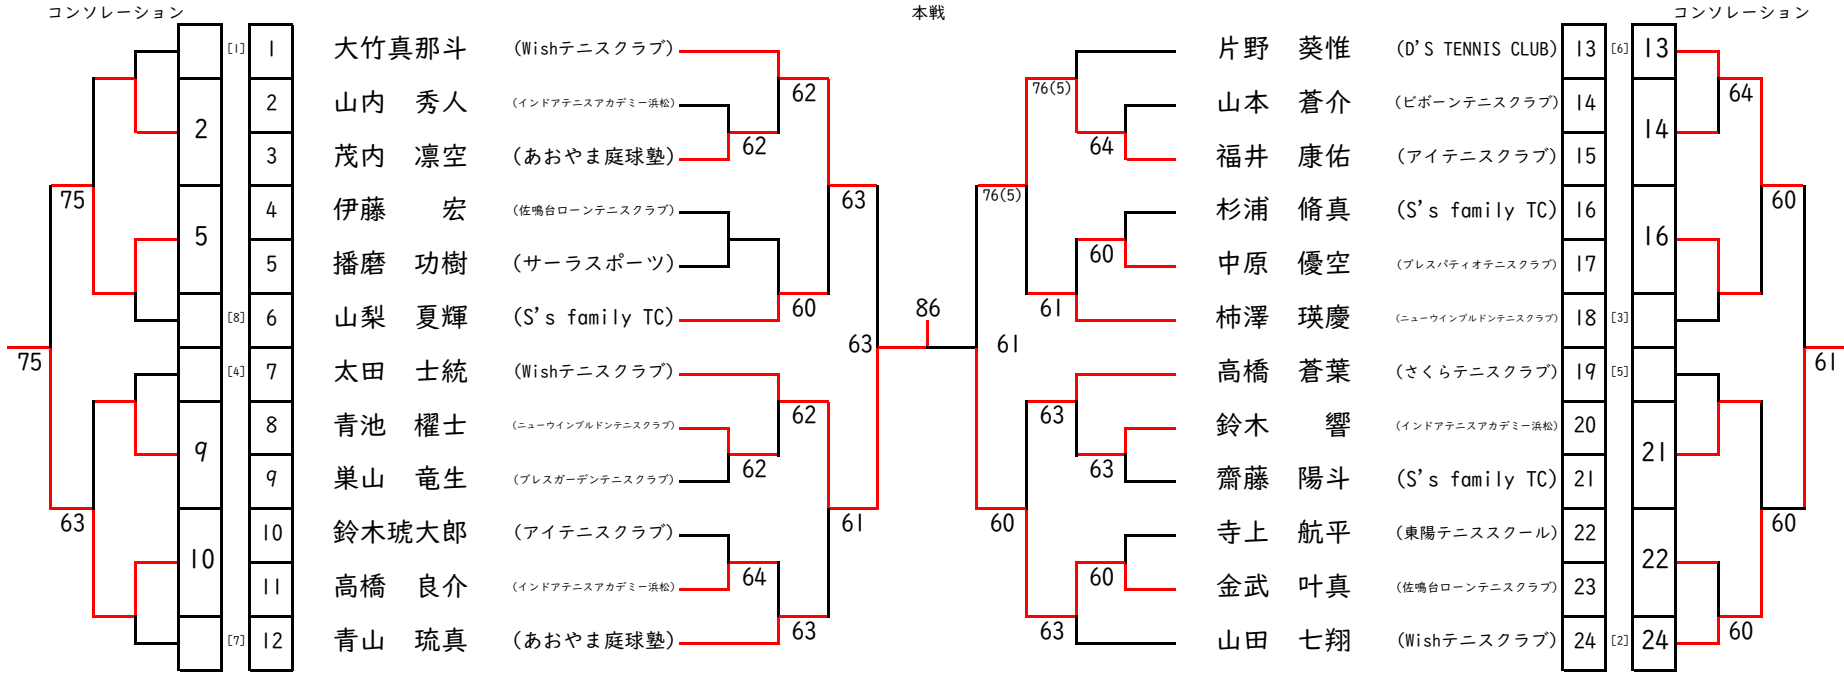 コンソレーション 本戦 コンソレーション
[1] 1 大竹真那斗 (Wishテニスクラブ) 片野 葵惟 (D'S TENNIS CLUB) 13 [6] 13
62 76(5) 64
2 山内 秀人 (インドアテニスアカデミー浜松) 山本 蒼介 (ビボーンテニスクラブ) 14
2 14
62 64
3 茂内 凛空 (あおやま庭球塾) 福井 康佑 (アイテニスクラブ) 15
75 63 76(5) 60
4 伊藤 宏 (佐鳴台ローンテニスクラブ) 杉浦 脩真 (S's family TC) 16
5 16
60
5 播磨 功樹 (サーラスポーツ) 中原 優空 (ブレスパティオテニスクラブ) 17
60 86 61
[8] 6 山梨 夏輝 (S's family TC) 柿澤 瑛慶 (ニューウインブルドンテニスクラブ) 18 [3]
75 63 61 61
[4] 7 太田 士統 (Wishテニスクラブ) 高橋 蒼葉 (さくらテニスクラブ) 19 [5]
62 63
8 青池 櫂士 (ニューウインブルドンテニスクラブ) 鈴木 響 (インドアテニスアカデミー浜松) 20
9 21
62 63
9 巣山 竜生 (ブレスガーデンテニスクラブ) 齋藤 陽斗 (S's family TC) 21
63 61 60 60
10 鈴木琥大郎 (アイテニスクラブ) 寺上 航平 (東陽テニススクール) 22
10 22
64 60
11 高橋 良介 (インドアテニスアカデミー浜松) 金武 叶真 (佐鳴台ローンテニスクラブ) 23
63 63 60
[7] 12 青山 琉真 (あおやま庭球塾) 山田 七翔 (Wishテニスクラブ) 24 [2] 24